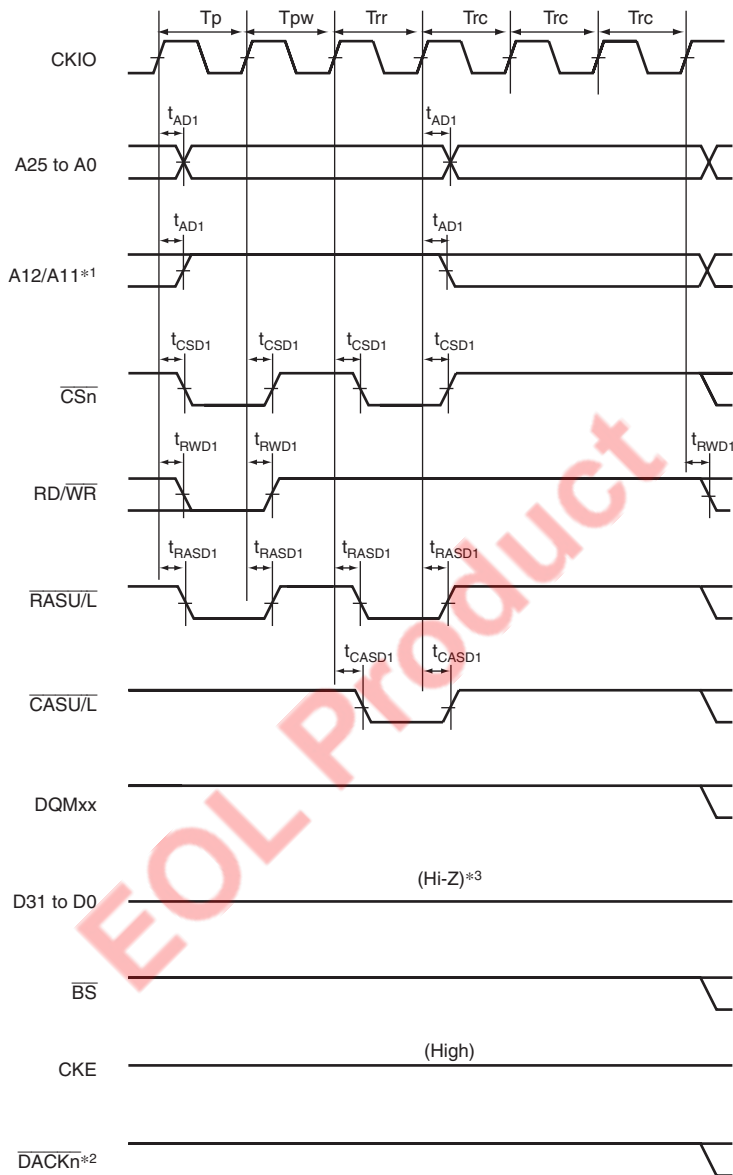 Tp Tpw Trr Trc Trc Trc
CKIO
tAD1 tAD1
A25 to A0
tAD1 tAD1
A12/A11*1
tCSD1 tCSD1 tCSD1 tCSD1
CSn
tRWD1 tRWD1 tRWD1
RD/WR
tRASD1 tRASD1 tRASD1 tRASD1
RASU/L
tCASD1 tCASD1
CASU/L
DQMxx
(Hi-Z)*3
D31 to D0
BS
(High)
CKE
DACKn*2
EOL Product